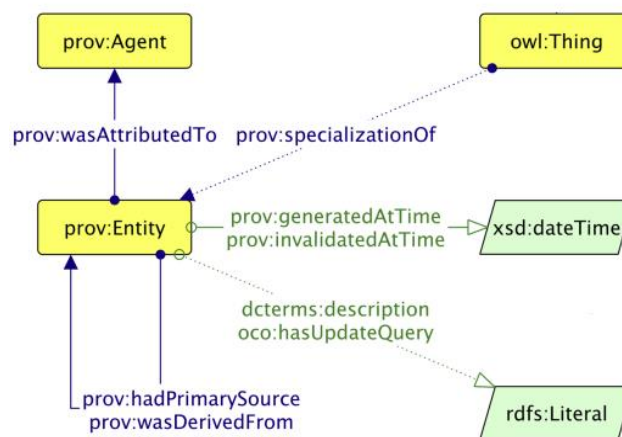 prov:Agent
owl:Thing
prov:wasAttributedTo
prov:specializationOf
prov:Entity
prov:generatedAtTime
prov:invalidatedAtTime
xsd:dateTime
dcterms:description
oco:hasUpdateQuery
prov:hadPrimarySource
prov:wasDerivedFrom
rdfs:Literal